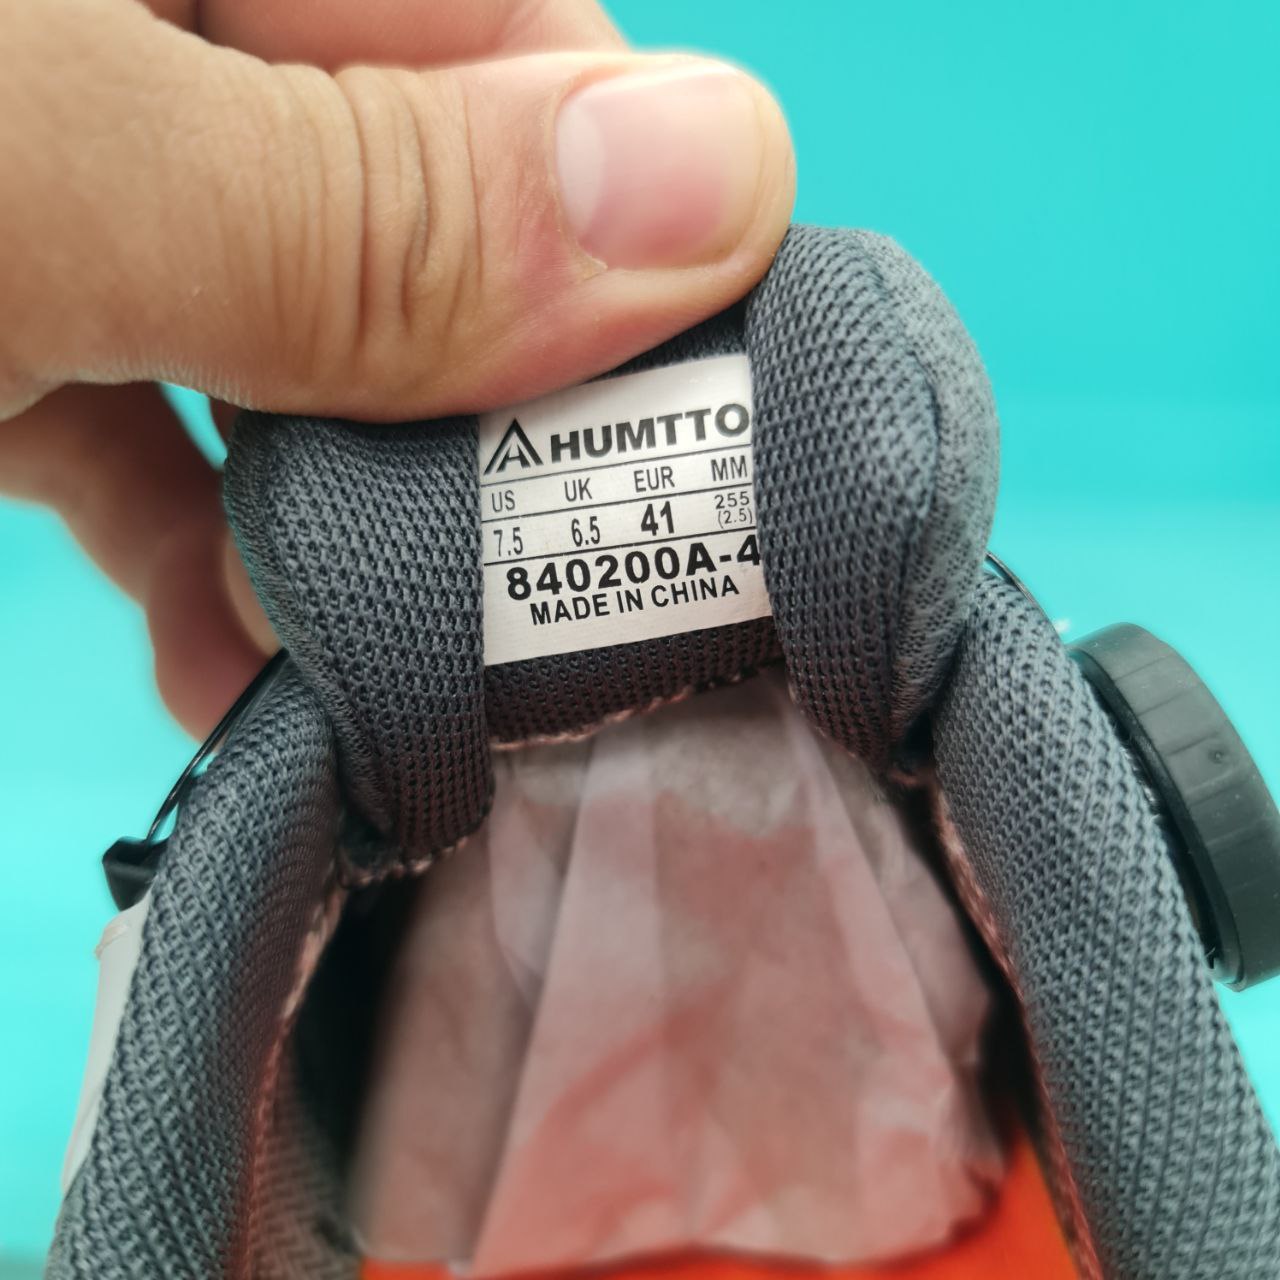 HUMTTO
US UK EUR MM
7.5 6.5 41 255 (2.5)
840200A-4
MADE IN CHINA